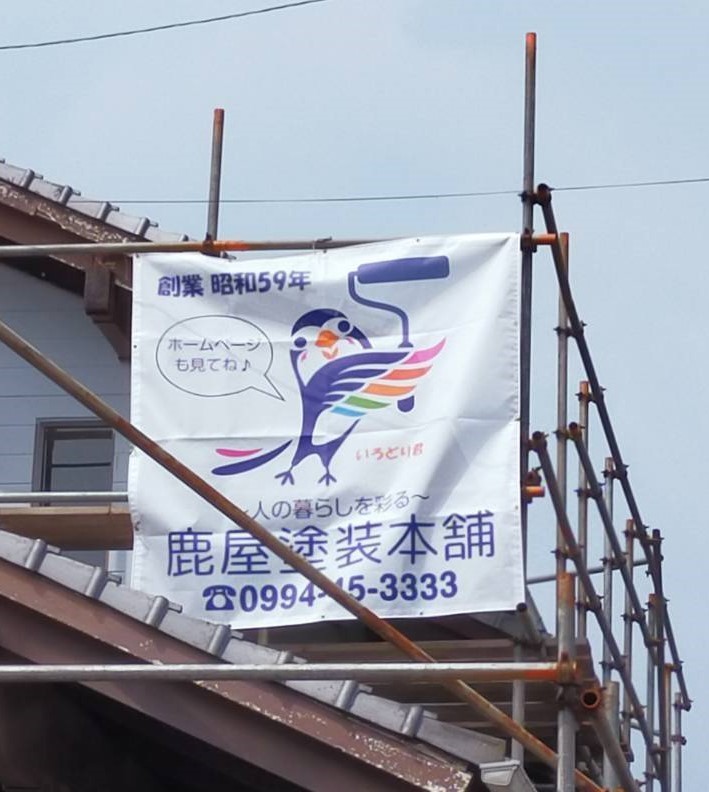 創業 昭和59年
ホームページ
も見てね♪
いろどり君
~人の暮らしを彩る~
鹿屋塗装本舗
☎0994-45-3333